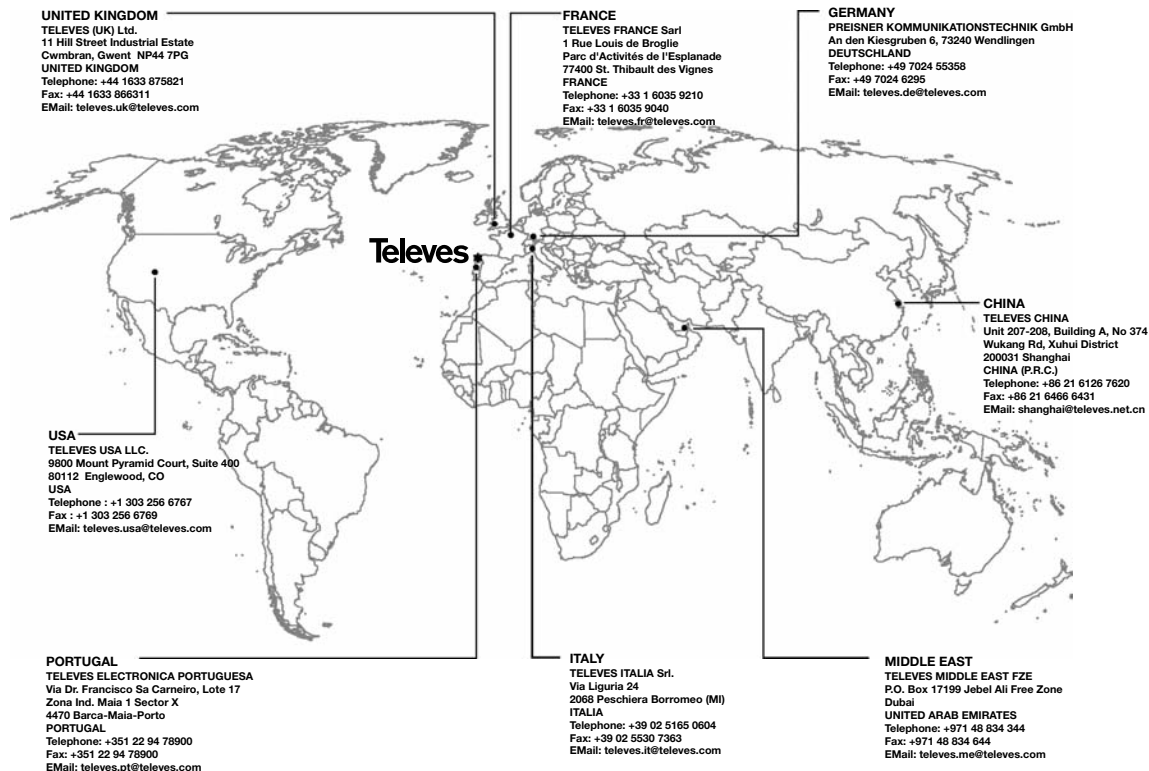 UNITED KINGDOM
TELEVES (UK) Ltd.
11 Hill Street Industrial Estate
Cwmbran, Gwent NP44 7PG
UNITED KINGDOM
Telephone: +44 1633 875821
Fax: +44 1633 866311
EMail: televes.uk@televes.com
FRANCE
TELEVES FRANCE Sarl
1 Rue Louis de Broglie
Parc d'Activités de l'Esplanade
77400 St. Thibault des Vignes
FRANCE
Telephone: +33 1 6035 9210
Fax: +33 1 6035 9040
EMail: televes.fr@televes.com
GERMANY
PREISNER KOMMUNIKATIONSTECHNIK GmbH
An den Kiesgruben 6, 73240 Wendlingen
DEUTSCHLAND
Telephone: +49 7024 55358
Fax: +49 7024 6295
EMail: televes.de@televes.com
Televes
CHINA
TELEVES CHINA
Unit 207-208, Building A, No 374
Wukang Rd, Xuhui District
200031 Shanghai
CHINA (P.R.C.)
Telephone: +86 21 6126 7620
Fax: +86 21 6466 6431
EMail: shanghai@televes.net.cn
USA
TELEVES USA LLC.
9800 Mount Pyramid Court, Suite 400
80112 Englewood, CO
USA
Telephone : +1 303 256 6767
Fax : +1 303 256 6769
EMail: televes.usa@televes.com
PORTUGAL
TELEVES ELECTRONICA PORTUGUESA
Via Dr. Francisco Sa Carneiro, Lote 17
Zona Ind. Maia 1 Sector X
4470 Barca-Maia-Porto
PORTUGAL
Telephone: +351 22 94 78900
Fax: +351 22 94 78900
EMail: televes.pt@televes.com
ITALY
TELEVES ITALIA Srl.
Via Liguria 24
2068 Peschiera Borromeo (MI)
ITALIA
Telephone: +39 02 5165 0604
Fax: +39 02 5530 7363
EMail: televes.it@televes.com
MIDDLE EAST
TELEVES MIDDLE EAST FZE
P.O. Box 17199 Jebel Ali Free Zone
Dubai
UNITED ARAB EMIRATES
Telephone: +971 48 834 344
Fax: +971 48 834 644
EMail: televes.me@televes.com